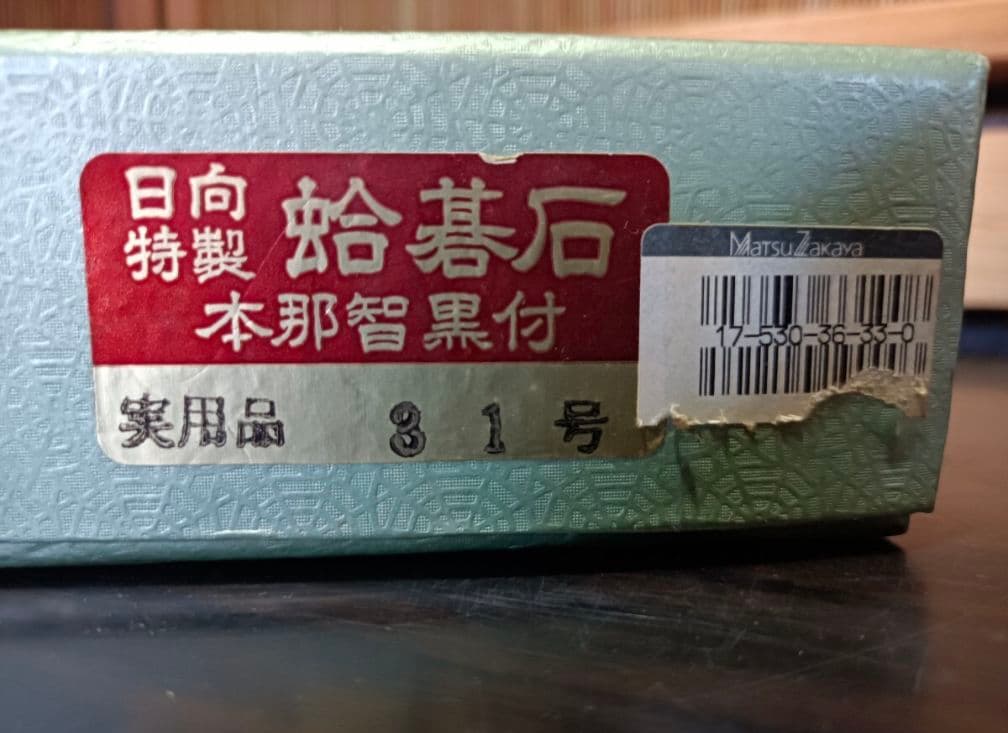 日向
特製
蛤碁石
本那智黒付
実用品 31号
MatsuZakaya
17-530-36-33-0